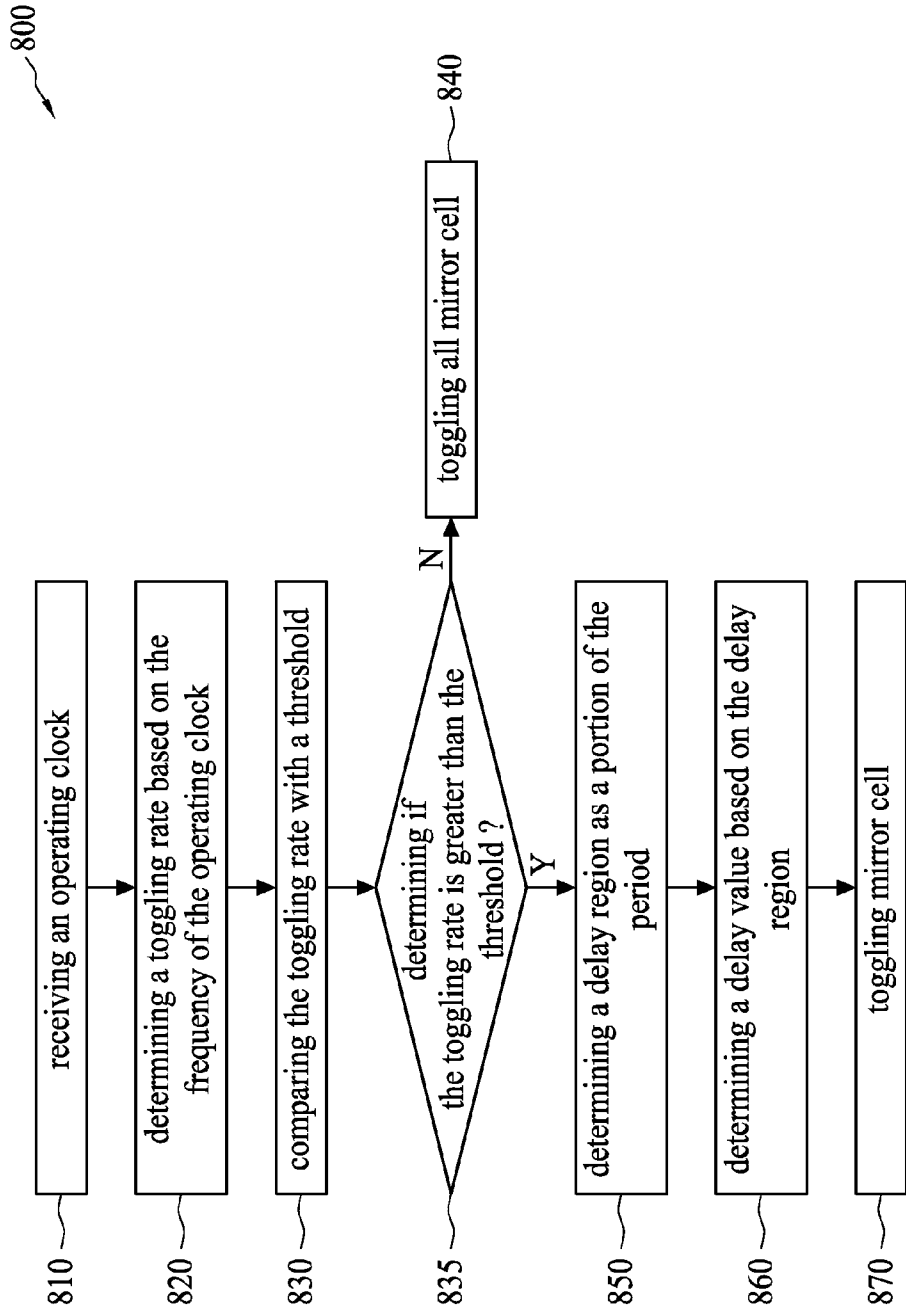 800
810
receiving an operating clock
820
determining a toggling rate based on the
frequency of the operating clock
830
comparing the toggling rate with a threshold
835
determining if
the toggling rate is greater than the
threshold ?
N
840
toggling all mirror cell
Y
850
determining a delay region as a portion of the
period
860
determining a delay value based on the delay
region
870
toggling mirror cell